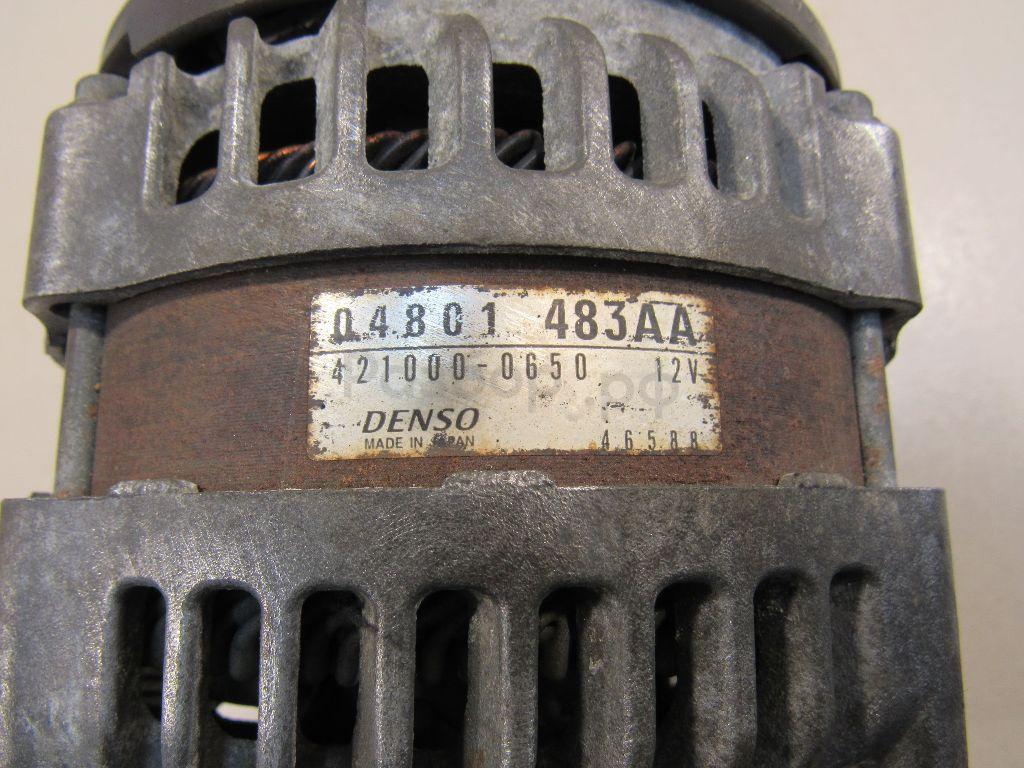 04801 483AA
421000-0650 12V
DENSO
MADE IN JAPAN 46588